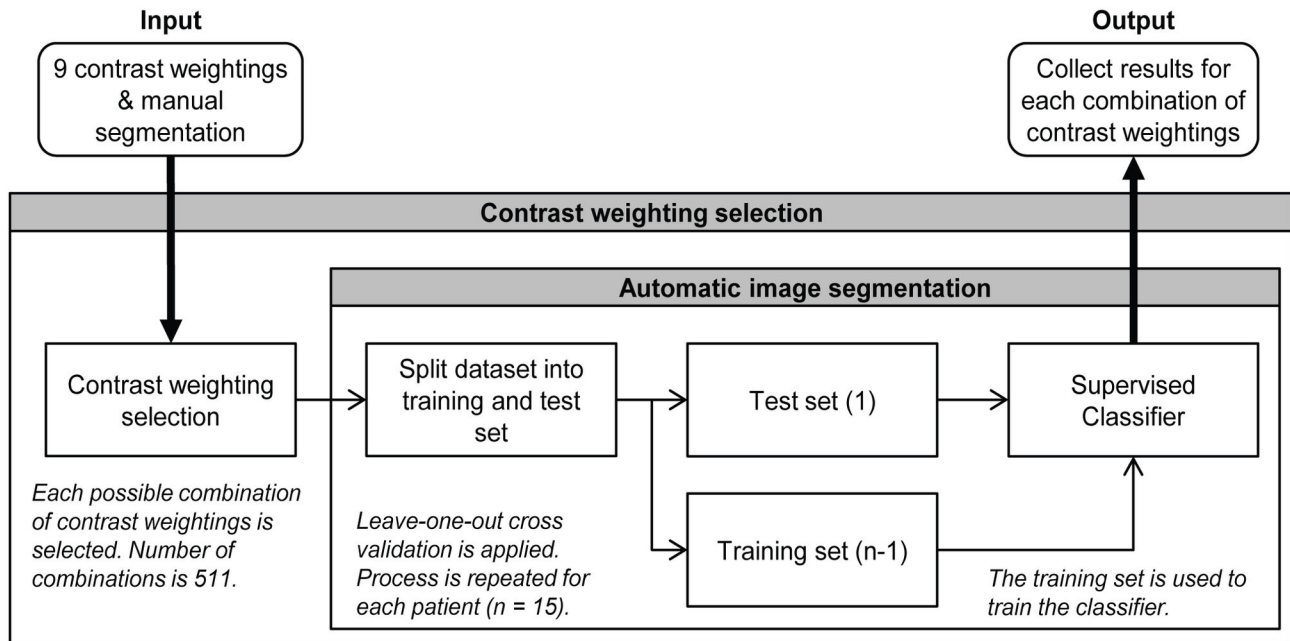 Input
9 contrast weightings
& manual
segmentation
Output
Collect results for
each combination of
contrast weightings
Contrast weighting selection
Automatic image segmentation
Contrast weighting
selection
Split dataset into
training and test
set
Test set (1)
Supervised
Classifier
Each possible combination
of contrast weightings is
selected. Number of
combinations is 511.
Leave-one-out cross
validation is applied.
Process is repeated for
each patient (n = 15).
Training set (n-1)
The training set is used to
train the classifier.